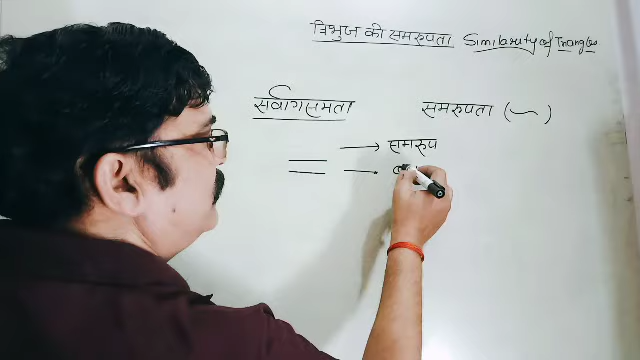 त्रिभुज की समरुपता Similarity of Triangles
सर्वागसमता समरुपता (~)
→ समरुप
= →